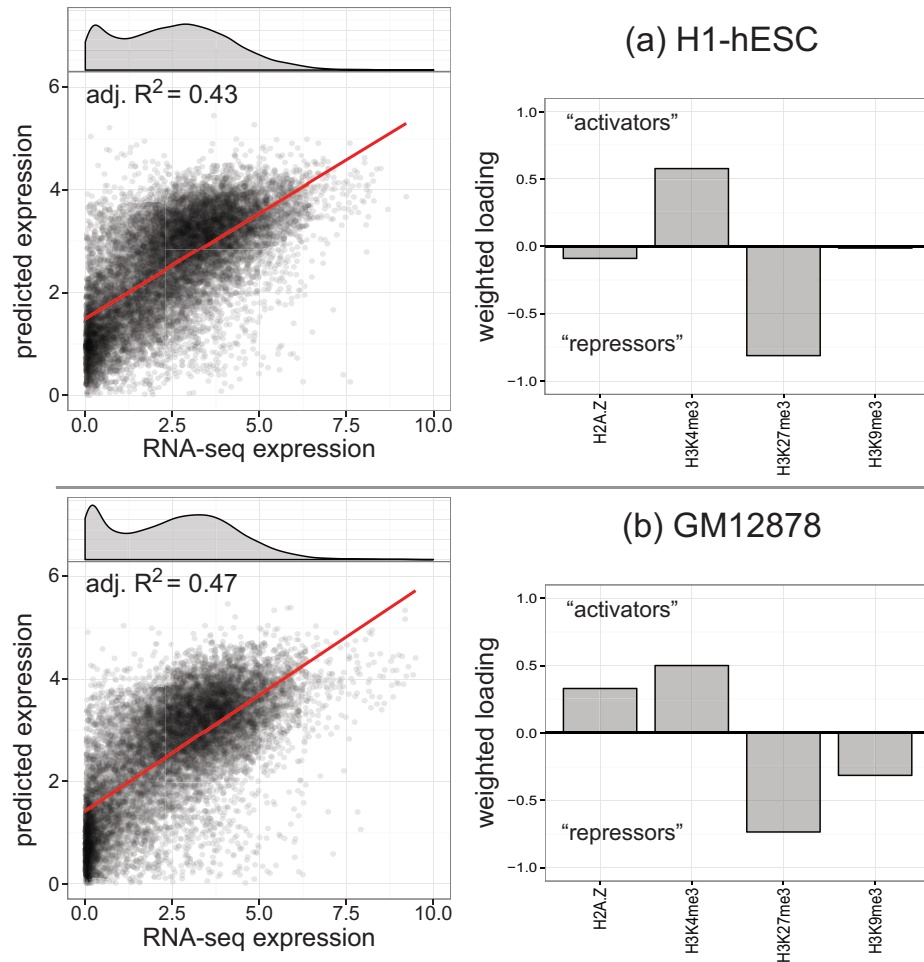 (a) H1-hESC
adj. R² = 0.43
6
4
2
0
predicted expression
0.0 2.5 5.0 7.5 10.0
RNA-seq expression
1.0
0.5
0.0
−0.5
−1.0
weighted loading
“activators”
“repressors”
H2A.Z
H3K4me3
H3K27me3
H3K9me3
(b) GM12878
adj. R² = 0.47
6
4
2
0
predicted expression
0.0 2.5 5.0 7.5 10.0
RNA-seq expression
1.0
0.5
0.0
−0.5
−1.0
weighted loading
“activators”
“repressors”
H2A.Z
H3K4me3
H3K27me3
H3K9me3